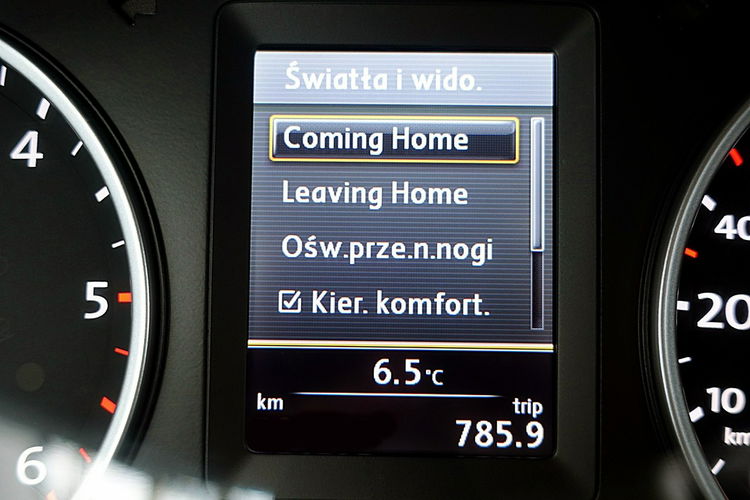 Światła i wido.
Coming Home
Leaving Home
Ośw.prze.n.nogi
Kier. komfort.
6.5°C
km trip
785.9
4
5
6
40
20
10
km